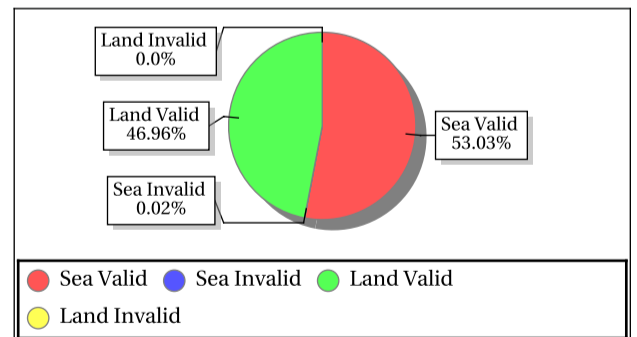 Land Invalid
0.0%
Land Valid
46.96%
Sea Valid
53.03%
Sea Invalid
0.02%
Sea Valid Sea Invalid Land Valid
Land Invalid